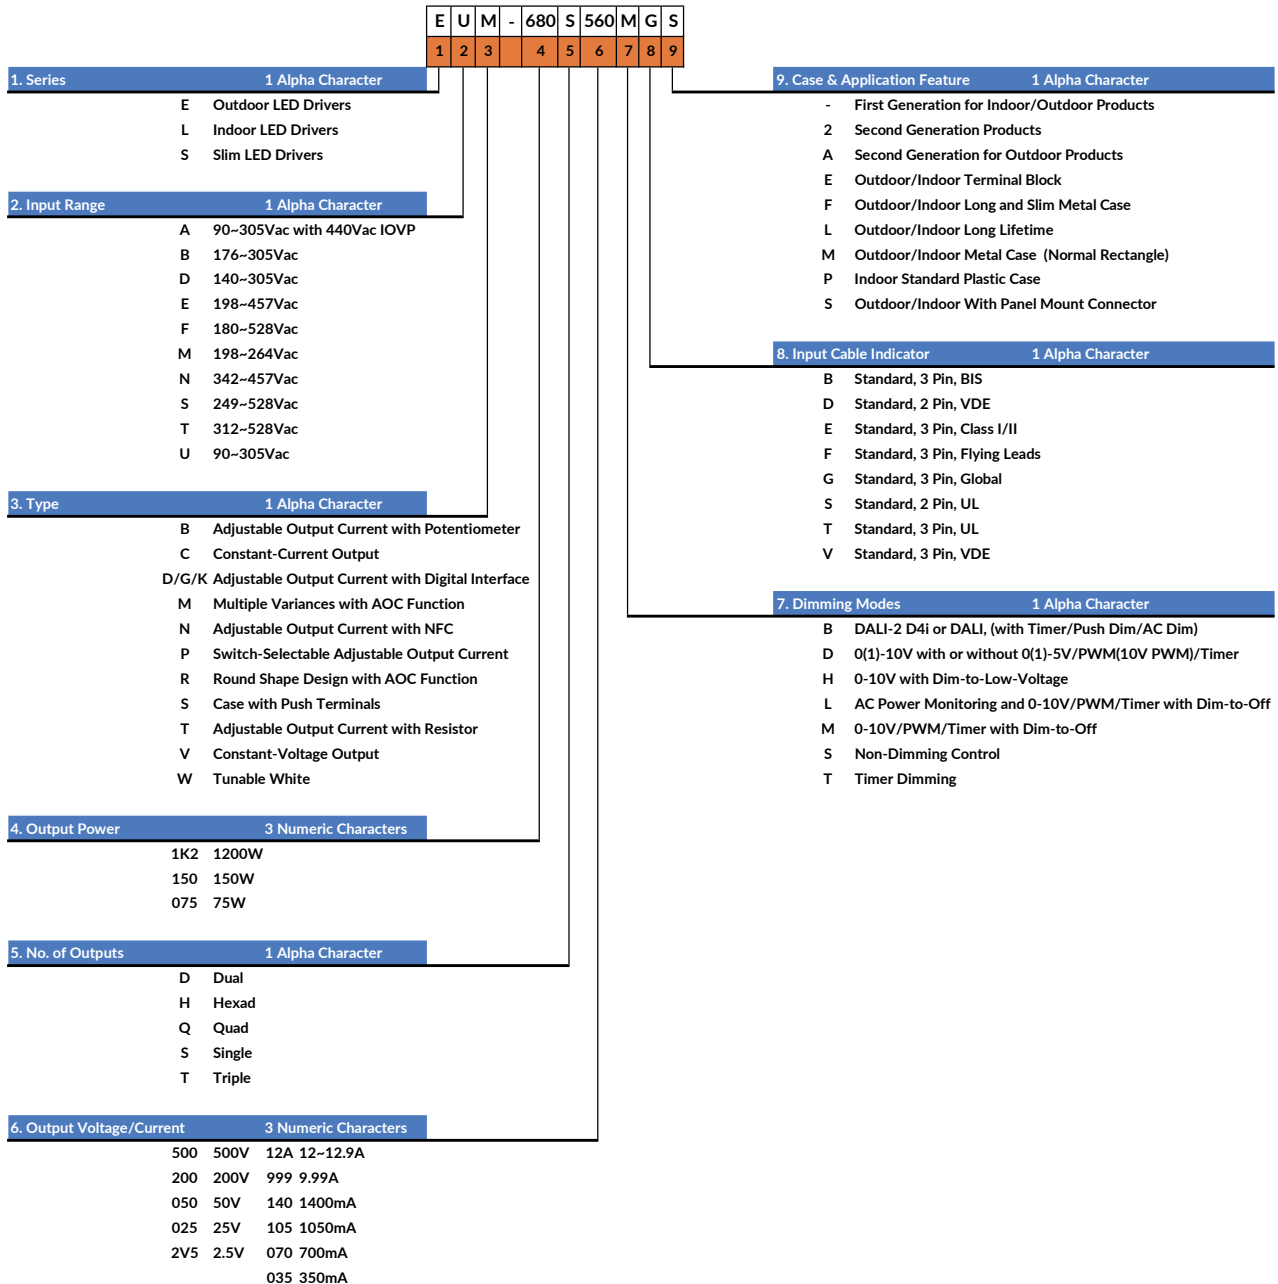 E U M - 680 S 560 M G S
1 2 3 4 5 6 7 8 9
1. Series 1 Alpha Character
E Outdoor LED Drivers
L Indoor LED Drivers
S Slim LED Drivers
2. Input Range 1 Alpha Character
A 90~305Vac with 440Vac IOVP
B 176~305Vac
D 140~305Vac
E 198~457Vac
F 180~528Vac
M 198~264Vac
N 342~457Vac
S 249~528Vac
T 312~528Vac
U 90~305Vac
3. Type 1 Alpha Character
B Adjustable Output Current with Potentiometer
C Constant-Current Output
D/G/K Adjustable Output Current with Digital Interface
M Multiple Variances with AOC Function
N Adjustable Output Current with NFC
P Switch-Selectable Adjustable Output Current
R Round Shape Design with AOC Function
S Case with Push Terminals
T Adjustable Output Current with Resistor
V Constant-Voltage Output
W Tunable White
4. Output Power 3 Numeric Characters
1K2 1200W
150 150W
075 75W
5. No. of Outputs 1 Alpha Character
D Dual
H Hexad
Q Quad
S Single
T Triple
6. Output Voltage/Current 3 Numeric Characters
500 500V 12A 12~12.9A
200 200V 999 9.99A
050 50V 140 1400mA
025 25V 105 1050mA
2V5 2.5V 070 700mA
035 350mA
9. Case & Application Feature 1 Alpha Character
- First Generation for Indoor/Outdoor Products
2 Second Generation Products
A Second Generation for Outdoor Products
E Outdoor/Indoor Terminal Block
F Outdoor/Indoor Long and Slim Metal Case
L Outdoor/Indoor Long Lifetime
M Outdoor/Indoor Metal Case (Normal Rectangle)
P Indoor Standard Plastic Case
S Outdoor/Indoor With Panel Mount Connector
8. Input Cable Indicator 1 Alpha Character
B Standard, 3 Pin, BIS
D Standard, 2 Pin, VDE
E Standard, 3 Pin, Class I/II
F Standard, 3 Pin, Flying Leads
G Standard, 3 Pin, Global
S Standard, 2 Pin, UL
T Standard, 3 Pin, UL
V Standard, 3 Pin, VDE
7. Dimming Modes 1 Alpha Character
B DALI-2 D4i or DALI, (with Timer/Push Dim/AC Dim)
D 0(1)-10V with or without 0(1)-5V/PWM(10V PWM)/Timer
H 0-10V with Dim-to-Low-Voltage
L AC Power Monitoring and 0-10V/PWM/Timer with Dim-to-Off
M 0-10V/PWM/Timer with Dim-to-Off
S Non-Dimming Control
T Timer Dimming